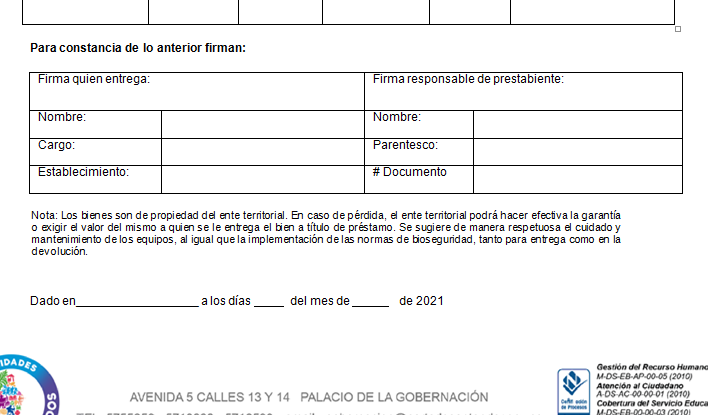 Para constancia de lo anterior firman:
Firma quien entrega: Firma responsable de prestabiente:
Nombre: Nombre:
Cargo: Parentesco:
Establecimiento: # Documento
Nota: Los bienes son de propiedad del ente territorial. En caso de pérdida, el ente territorial podrá hacer efectiva la garantía
o exigir el valor del mismo a quien se le entrega el bien a título de préstamo. Se sugiere de manera respetuosa el cuidado y
mantenimiento de los equipos, al igual que la implementación de las normas de bioseguridad, tanto para entrega como en la
devolución.
Dado en___________________ a los días _____ del mes de ______ de 2021
Gestión del Recurso Humano
M-DS-EB-AP-00-05 (2010)
Atención al Ciudadano
A-DS-AC-00-00-01 (2010)
Cobertura del Servicio Educa
M-DS-EB-00-00-03 (2010)
AVENIDA 5 CALLES 13 Y 14 PALACIO DE LA GOBERNACIÓN